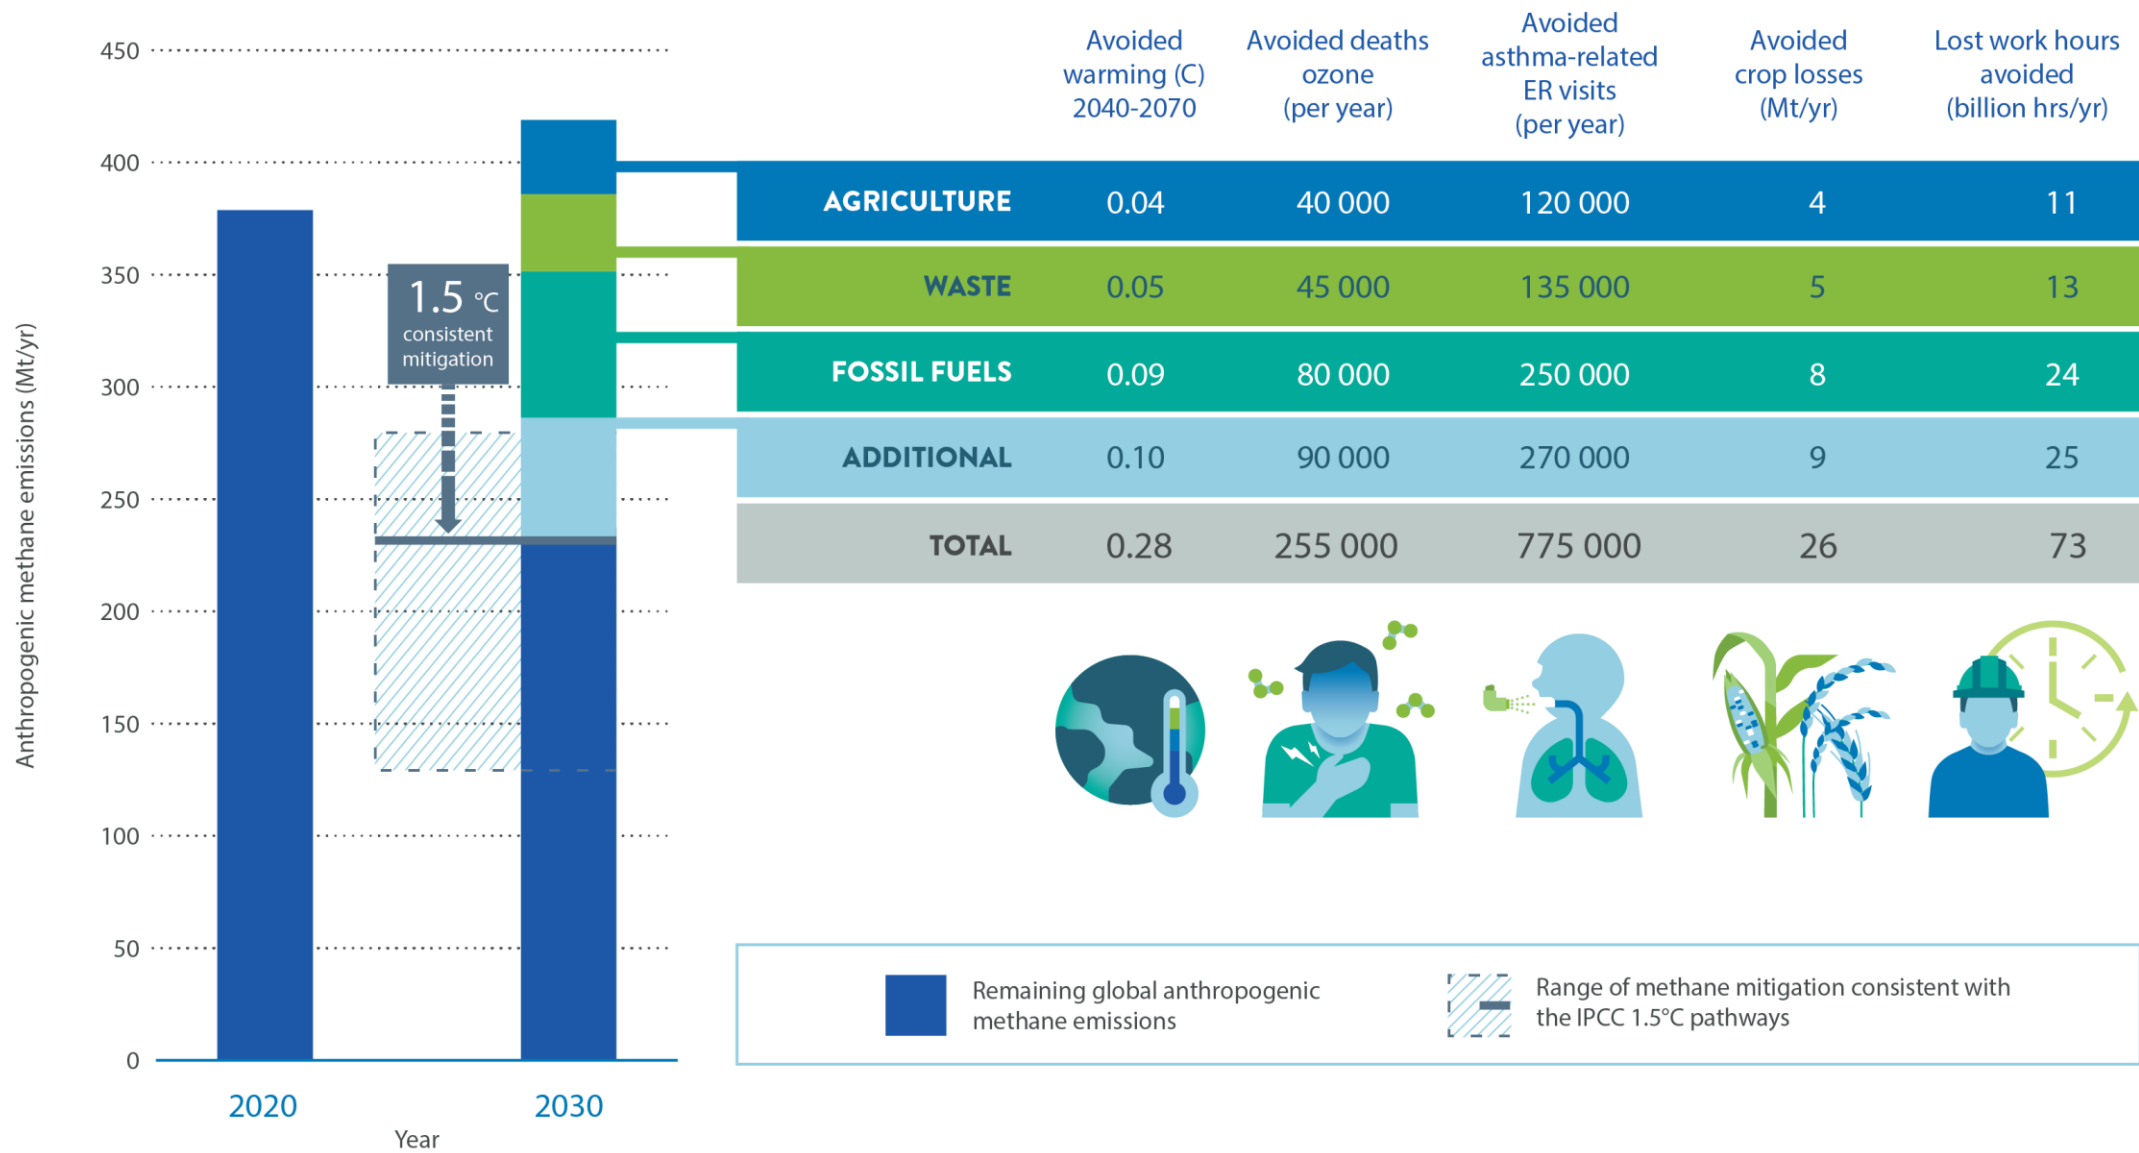 Anthropogenic methane emissions (Mt/yr)
450
400
350
300
250
200
150
100
50
0
2020
2030
Year
1.5 °C
consistent
mitigation
Avoided
warming (C)
2040-2070
Avoided deaths
ozone
(per year)
Avoided
asthma-related
ER visits
(per year)
Avoided
crop losses
(Mt/yr)
Lost work hours
avoided
(billion hrs/yr)
AGRICULTURE 0.04 40 000 120 000 4 11
WASTE 0.05 45 000 135 000 5 13
FOSSIL FUELS 0.09 80 000 250 000 8 24
ADDITIONAL 0.10 90 000 270 000 9 25
TOTAL 0.28 255 000 775 000 26 73
Remaining global anthropogenic
methane emissions
Range of methane mitigation consistent with
the IPCC 1.5°C pathways